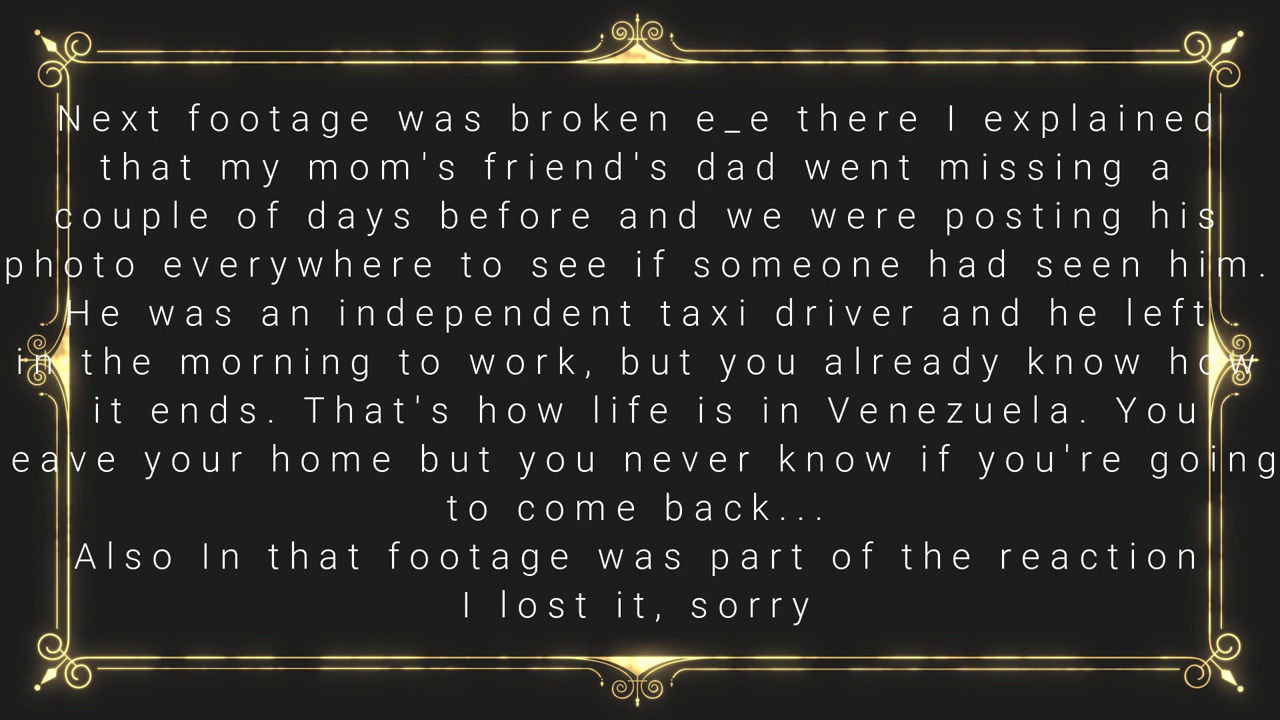 Next footage was broken e_e there I explained
that my mom's friend's dad went missing a
couple of days before and we were posting his
photo everywhere to see if someone had seen him.
He was an independent taxi driver and he left
in the morning to work, but you already know how
it ends. That's how life is in Venezuela. You
eave your home but you never know if you're going
to come back...
Also In that footage was part of the reaction
I lost it, sorry